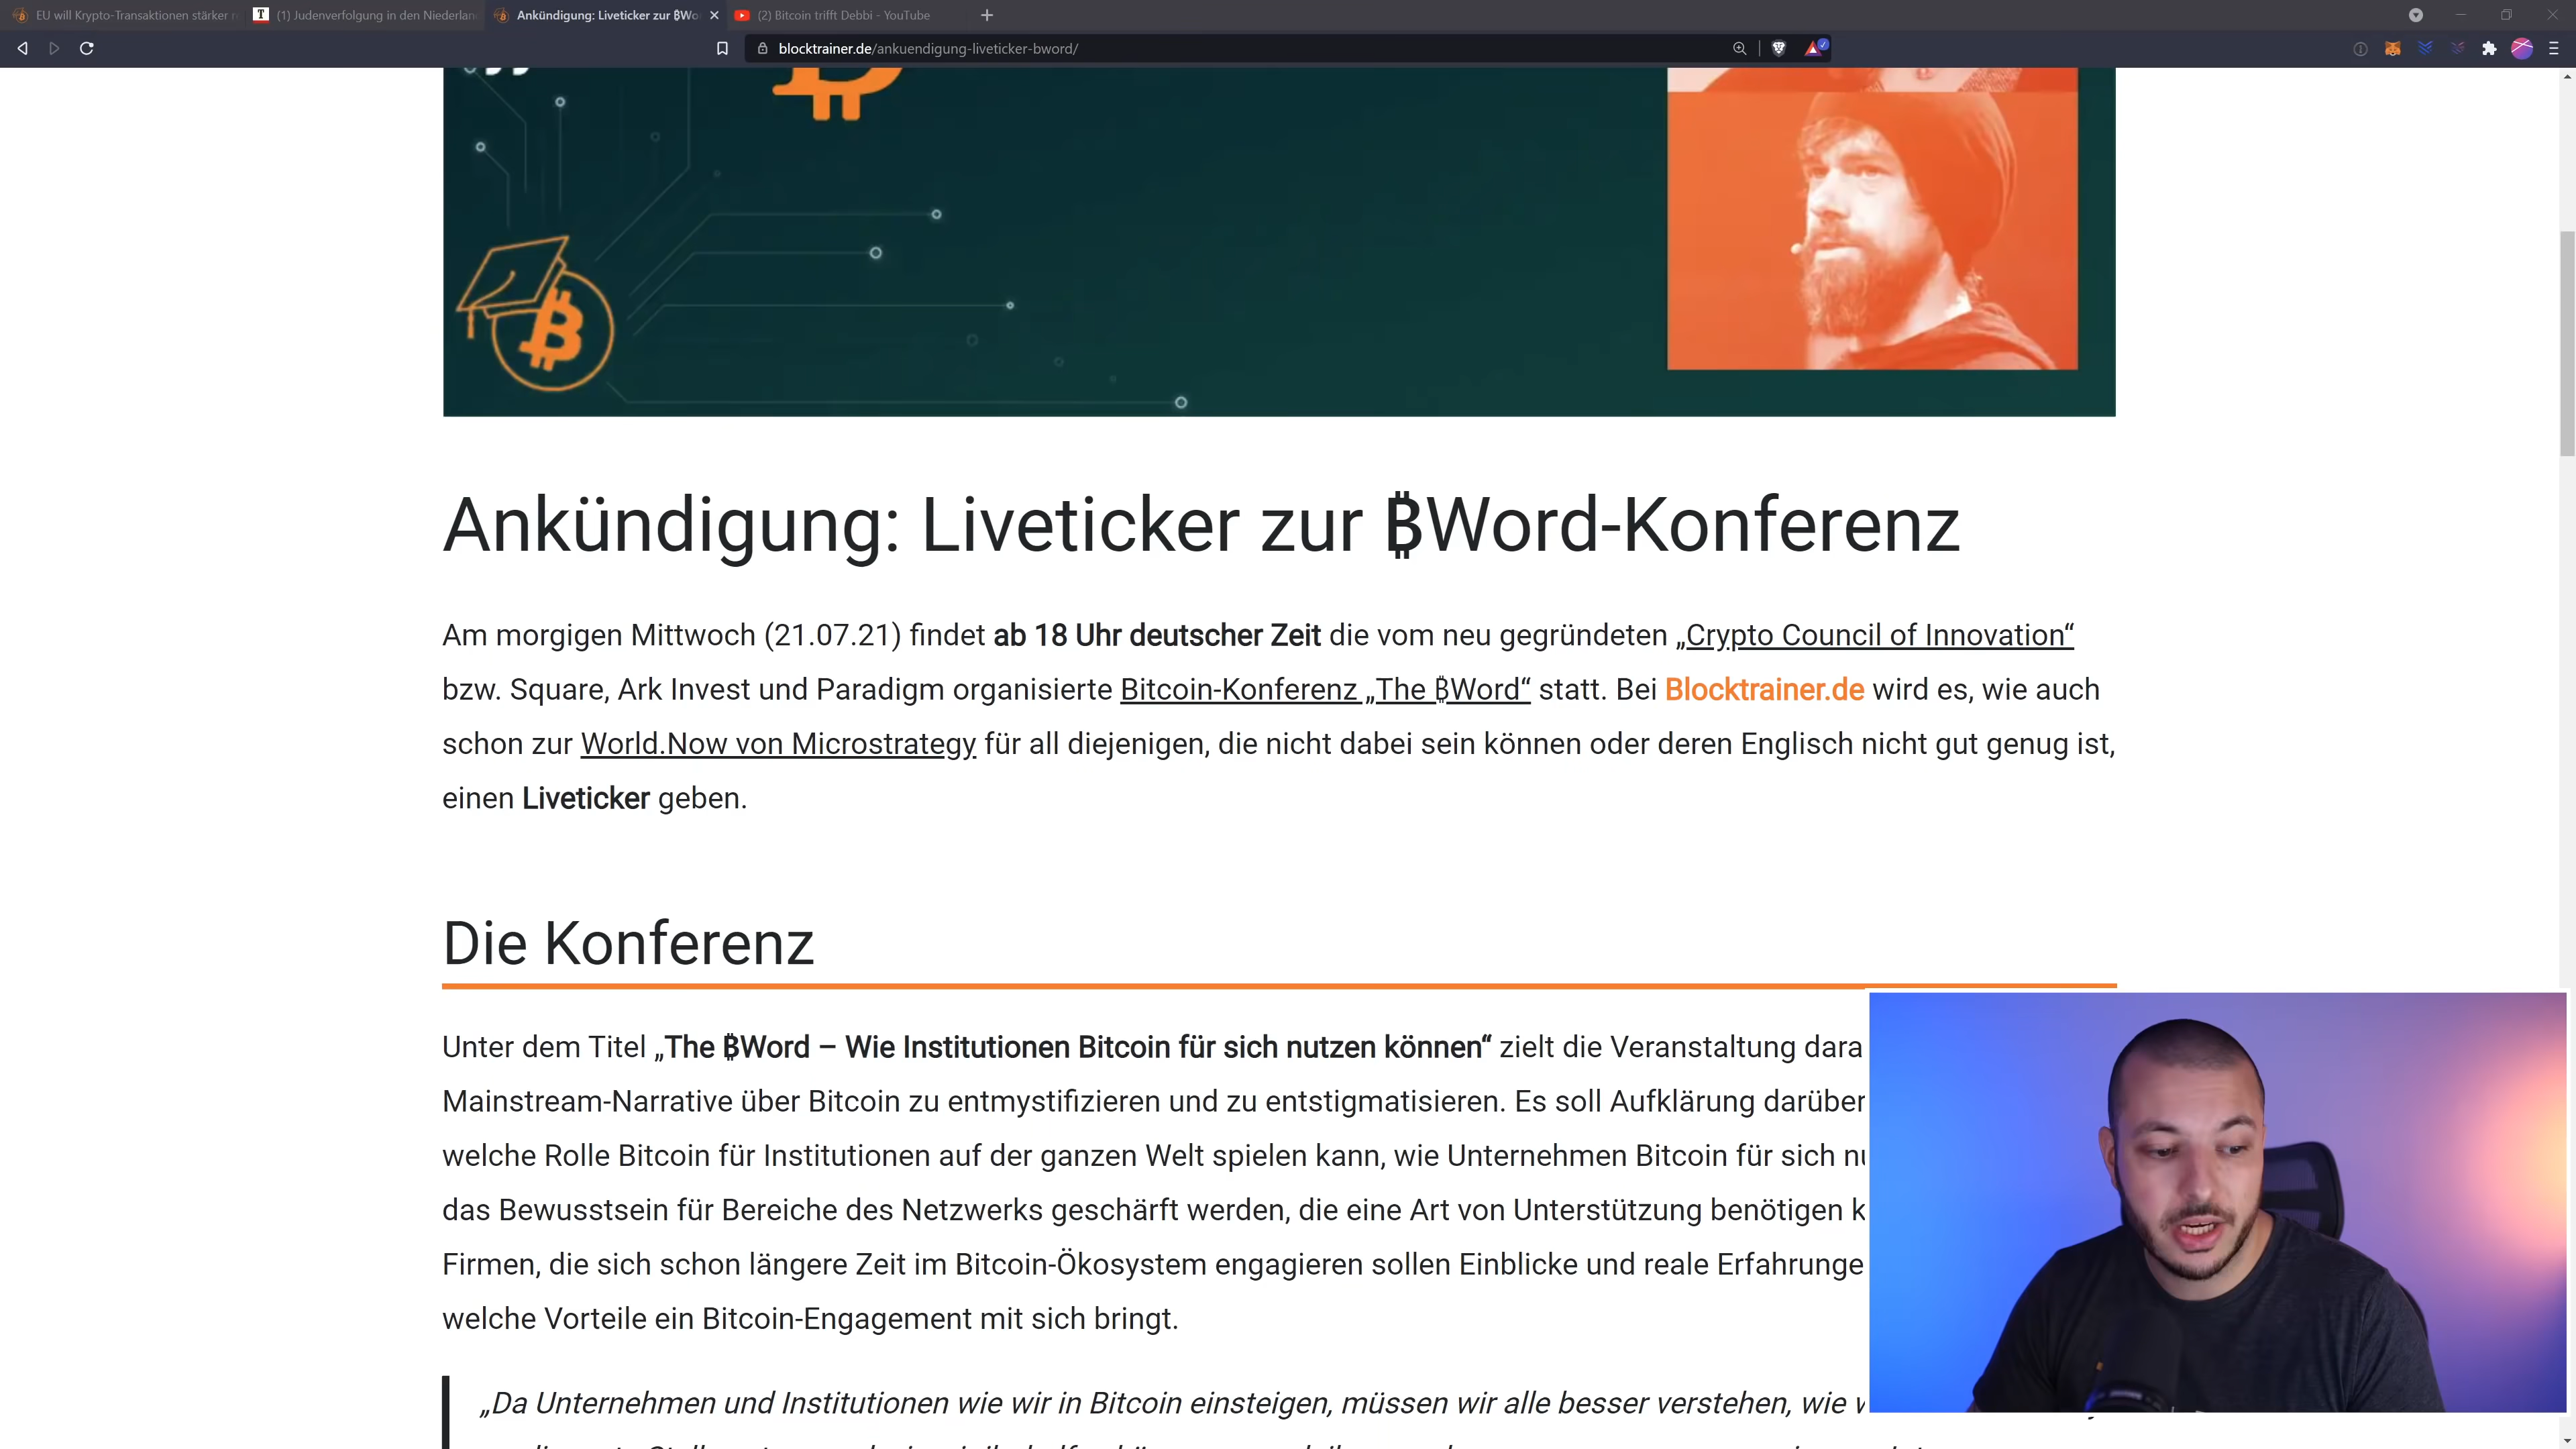 EU will Krypto-Transaktionen stärker
(1) Judenverfolgung in den Niederlan
Ankündigung: Liveticker zur ₿Wo
(2) Bitcoin trifft Debbi - YouTube
blocktrainer.de/ankuendigung-liveticker-bword/
Ankündigung: Liveticker zur ₿Word-Konferenz
Am morgigen Mittwoch (21.07.21) findet ab 18 Uhr deutscher Zeit die vom neu gegründeten „Crypto Council of Innovation“
bzw. Square, Ark Invest und Paradigm organisierte Bitcoin-Konferenz „The ₿Word“ statt. Bei Blocktrainer.de wird es, wie auch
schon zur World.Now von Microstrategy für all diejenigen, die nicht dabei sein können oder deren Englisch nicht gut genug ist,
einen Liveticker geben.
Die Konferenz
Unter dem Titel „The ₿Word – Wie Institutionen Bitcoin für sich nutzen können“ zielt die Veranstaltung dara
Mainstream-Narrative über Bitcoin zu entmystifizieren und zu entstigmatisieren. Es soll Aufklärung darüber
welche Rolle Bitcoin für Institutionen auf der ganzen Welt spielen kann, wie Unternehmen Bitcoin für sich nu
das Bewusstsein für Bereiche des Netzwerks geschärft werden, die eine Art von Unterstützung benötigen k
Firmen, die sich schon längere Zeit im Bitcoin-Ökosystem engagieren sollen Einblicke und reale Erfahrunge
welche Vorteile ein Bitcoin-Engagement mit sich bringt.
„Da Unternehmen und Institutionen wie wir in Bitcoin einsteigen, müssen wir alle besser verstehen, wie w